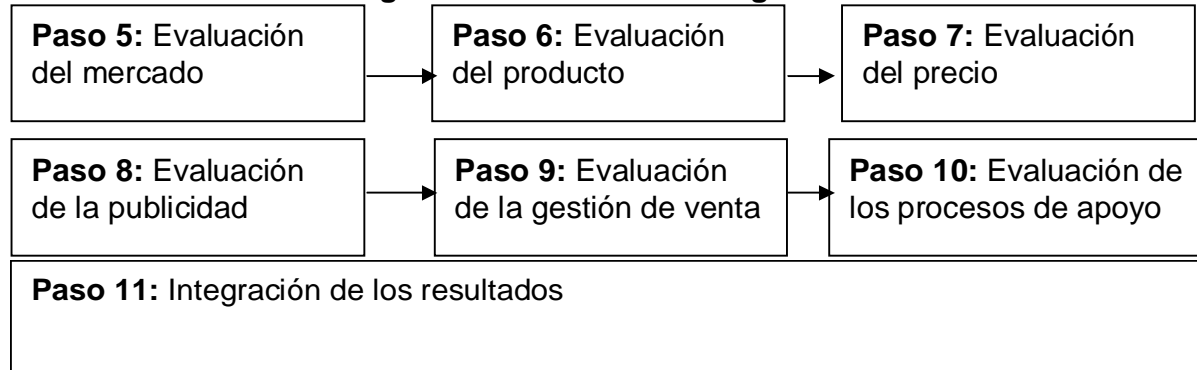 Paso 5: Evaluación
del mercado
Paso 6: Evaluación
del producto
Paso 7: Evaluación
del precio
Paso 8: Evaluación
de la publicidad
Paso 9: Evaluación
de la gestión de venta
Paso 10: Evaluación de
los procesos de apoyo
Paso 11: Integración de los resultados